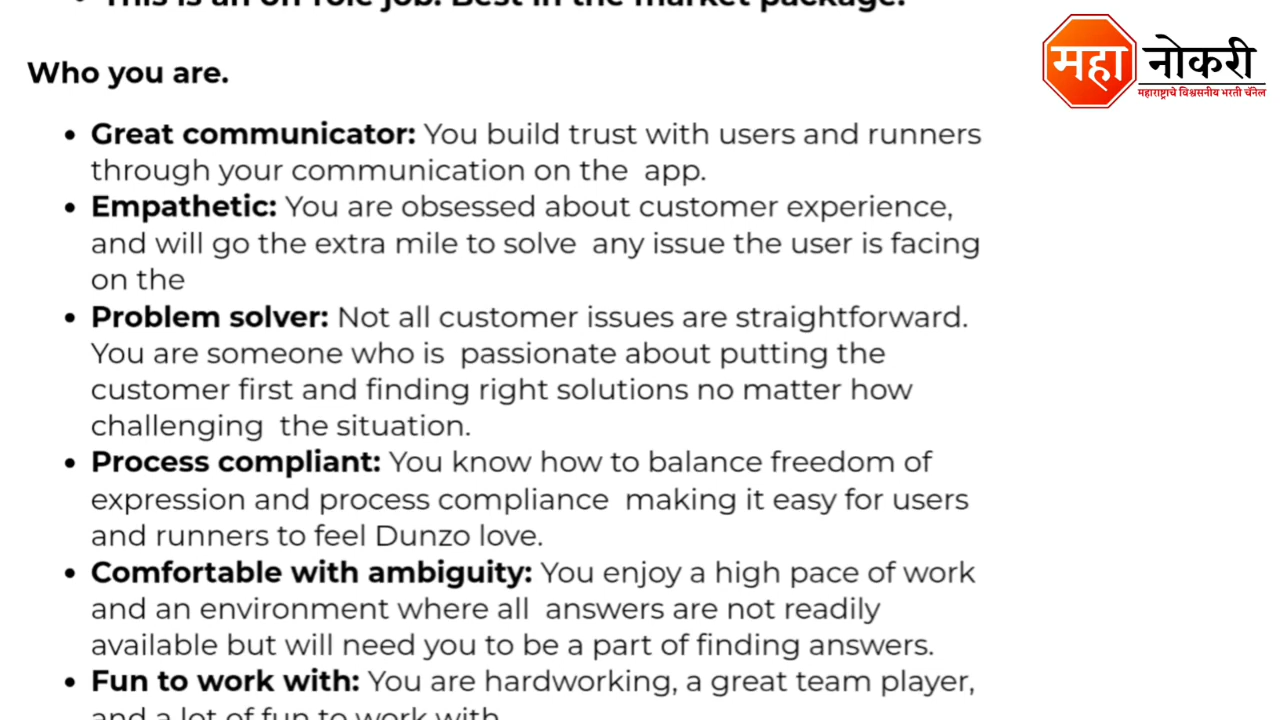 This is an on role job. Best in the market package.
महा नोकरी
महाराष्ट्राचे विश्वसनीय भरती चॅनेल
Who you are.
• Great communicator: You build trust with users and runners
through your communication on the app.
• Empathetic: You are obsessed about customer experience,
and will go the extra mile to solve any issue the user is facing
on the
• Problem solver: Not all customer issues are straightforward.
You are someone who is passionate about putting the
customer first and finding right solutions no matter how
challenging the situation.
• Process compliant: You know how to balance freedom of
expression and process compliance making it easy for users
and runners to feel Dunzo love.
• Comfortable with ambiguity: You enjoy a high pace of work
and an environment where all answers are not readily
available but will need you to be a part of finding answers.
• Fun to work with: You are hardworking, a great team player,
and a lot of fun to work with